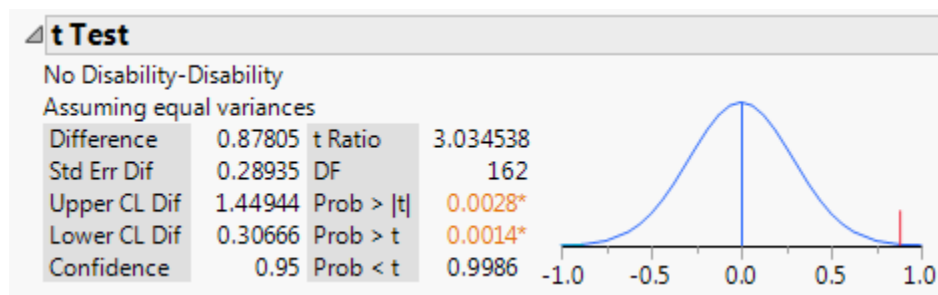 t Test
No Disability-Disability
Assuming equal variances
Difference 0.87805 t Ratio 3.034538
Std Err Dif 0.28935 DF 162
Upper CL Dif 1.44944 Prob > |t| 0.0028*
Lower CL Dif 0.30666 Prob > t 0.0014*
Confidence 0.95 Prob < t 0.9986
-1.0 -0.5 0.0 0.5 1.0